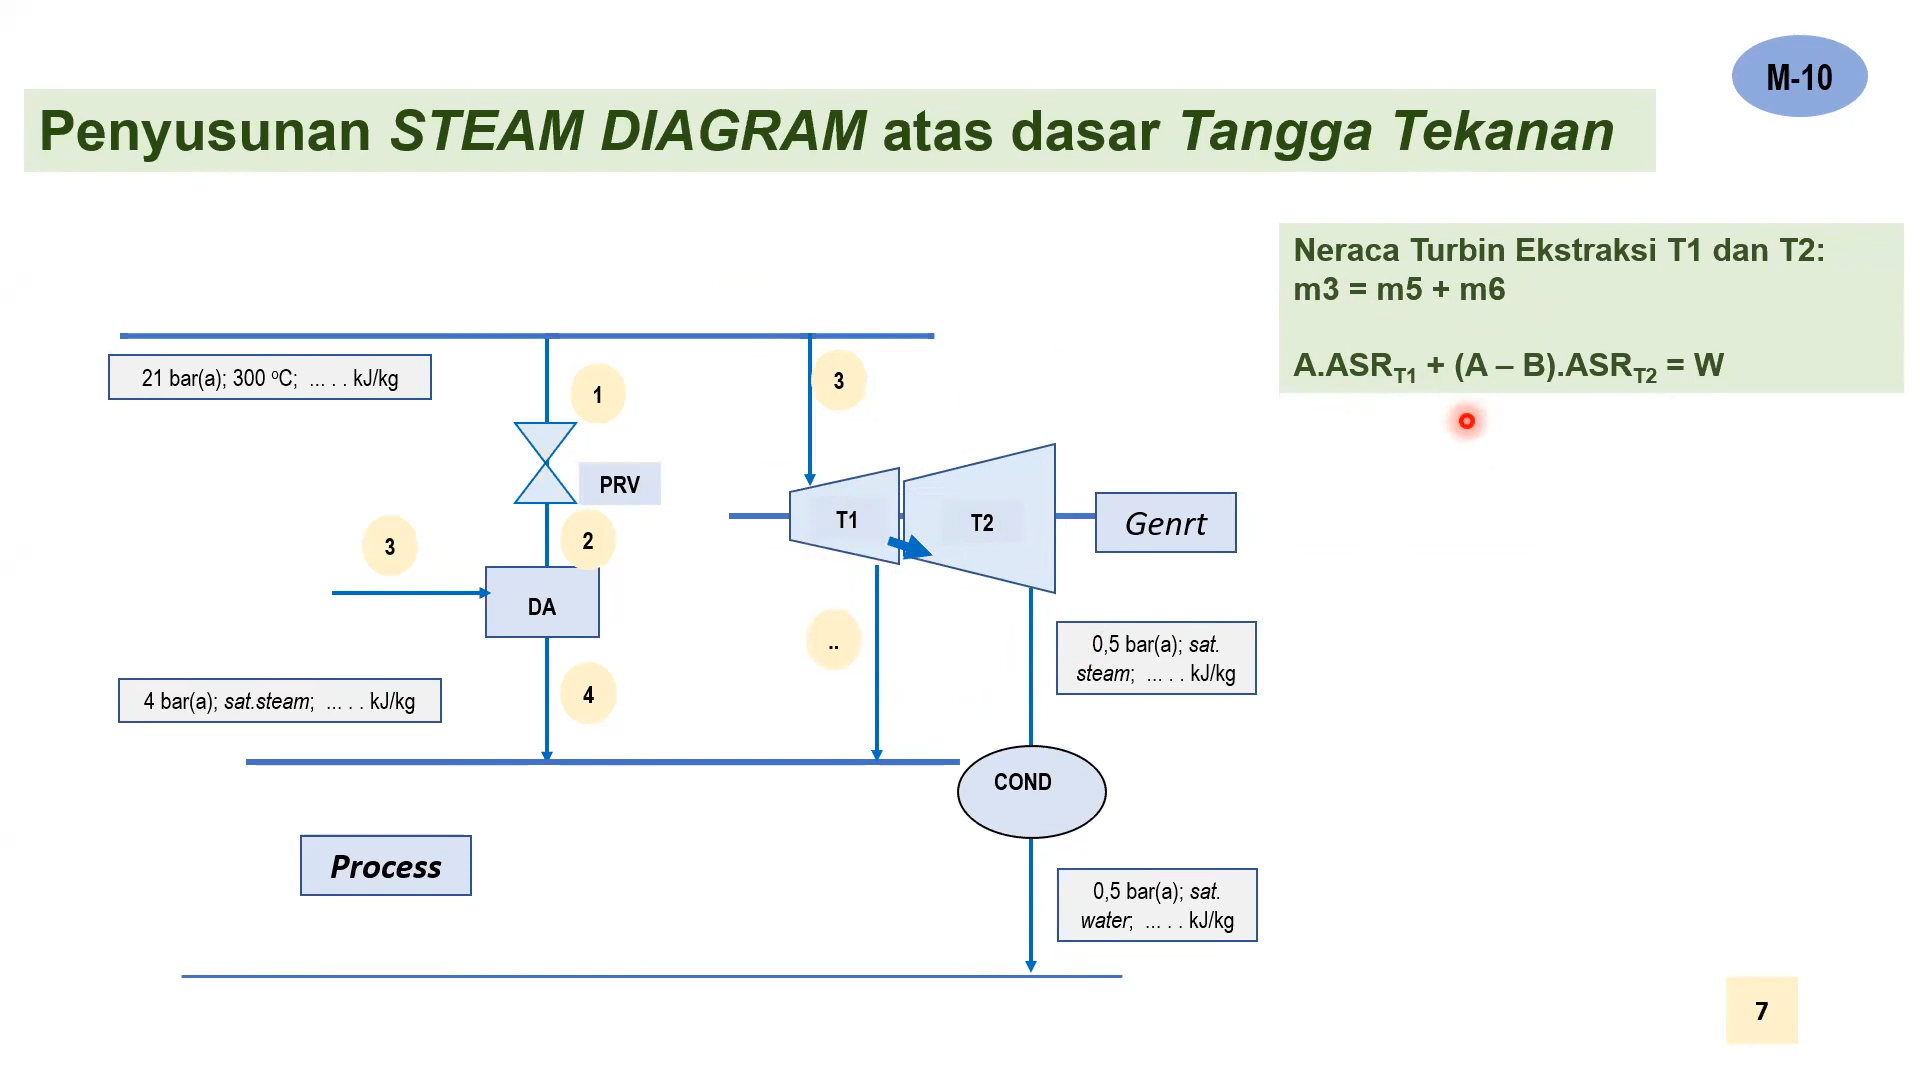 M-10
Penyusunan STEAM DIAGRAM atas dasar Tangga Tekanan
Neraca Turbin Ekstraksi T1 dan T2:
m3 = m5 + m6
A.ASRT1 + (A – B).ASRT2 = W
21 bar(a); 300 oC; ... . . kJ/kg
1
3
PRV
T1
T2
Genrt
3
2
DA
..
0,5 bar(a); sat.
steam; ... . . kJ/kg
4 bar(a); sat.steam; ... . . kJ/kg
4
COND
Process
0,5 bar(a); sat.
water; ... . . kJ/kg
7